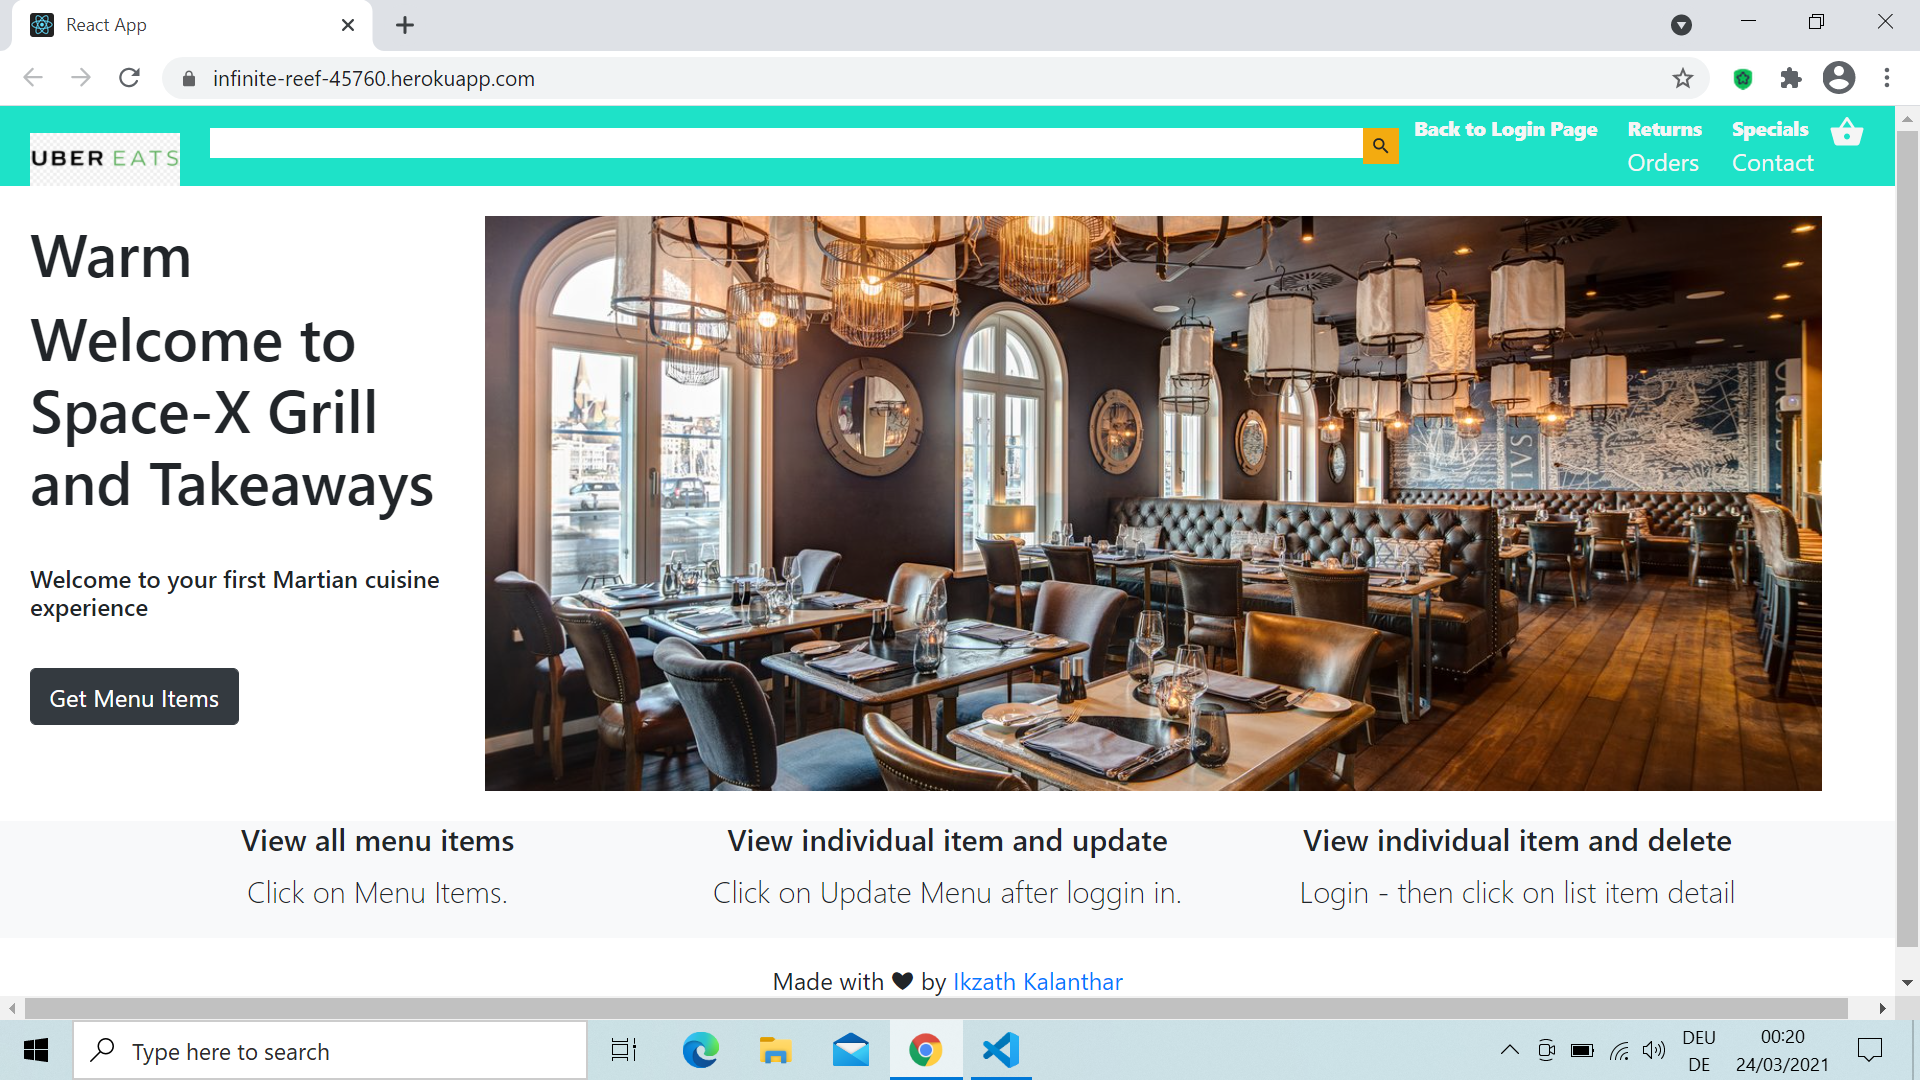 React App
infinite-reef-45760.herokuapp.com
UBER EATS
Back to Login Page
Returns
Orders
Specials
Contact
Warm
Welcome to
Space-X Grill
and Takeaways
Welcome to your first Martian cuisine
experience
Get Menu Items
View all menu items
Click on Menu Items.
View individual item and update
Click on Update Menu after loggin in.
View individual item and delete
Login - then click on list item detail
Made with ♥ by Ikzath Kalanthar
Type here to search
DEU
DE
00:20
24/03/2021